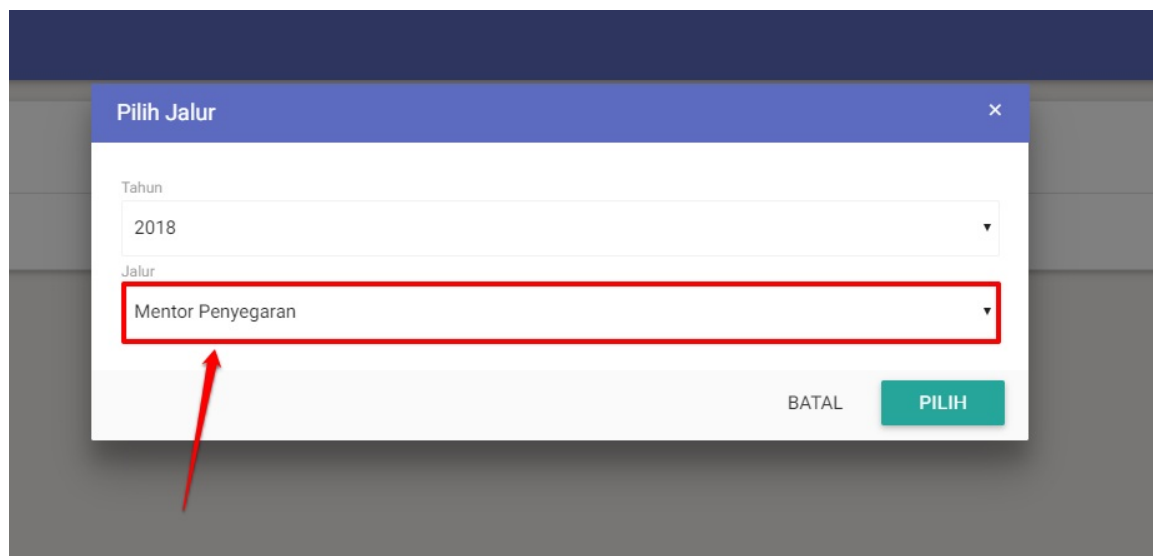 Pilih Jalur ×
Tahun
2018
Jalur
Mentor Penyegaran
BATAL PILIH